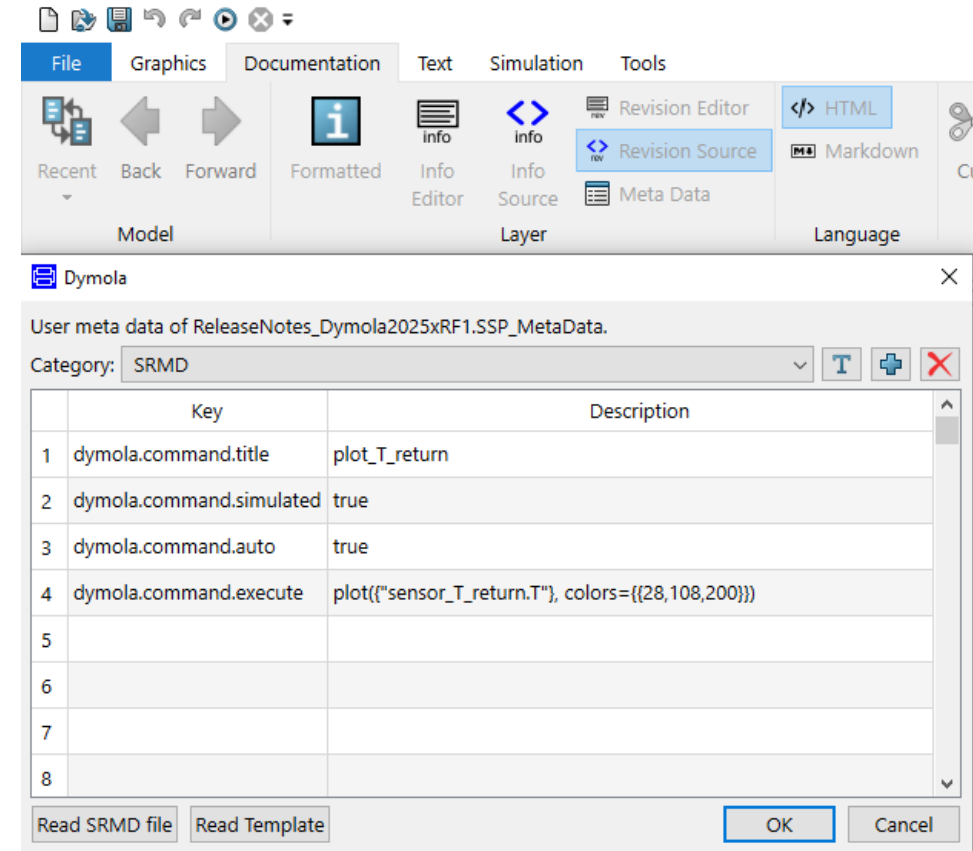 File Graphics Documentation Text Simulation Tools
Recent Back Forward Formatted info Info Editor info Info Source rev Revision Editor
rev Revision Source
Meta Data
HTML
Markdown
Model Layer Language
Dymola
User meta data of ReleaseNotes_Dymola2025xRF1.SSP_MetaData.
Category: SRMD T
Key Description
1 dymola.command.title plot_T_return
2 dymola.command.simulated true
3 dymola.command.auto true
4 dymola.command.execute plot({"sensor_T_return.T"}, colors={{28,108,200}})
5
6
7
8
Read SRMD file Read Template OK Cancel